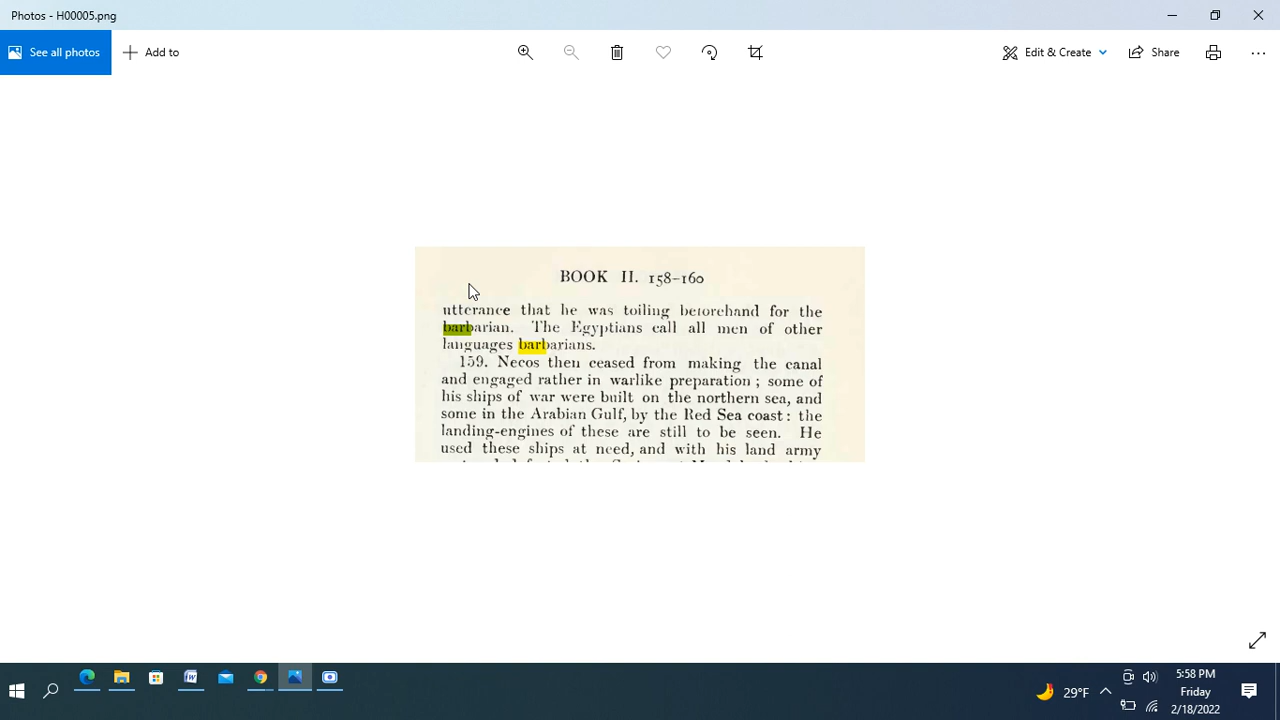 Photos - H00005.png
See all photos
Add to
Edit & Create
Share
BOOK II. 158-160
utterance that he was toiling beforehand for the
barbarian. The Egyptians call all men of other
languages barbarians.
159. Necos then ceased from making the canal
and engaged rather in warlike preparation; some of
his ships of war were built on the northern sea, and
some in the Arabian Gulf, by the Red Sea coast: the
landing-engines of these are still to be seen. He
used these ships at need, and with his land army
29°F
5:58 PM
Friday
2/18/2022